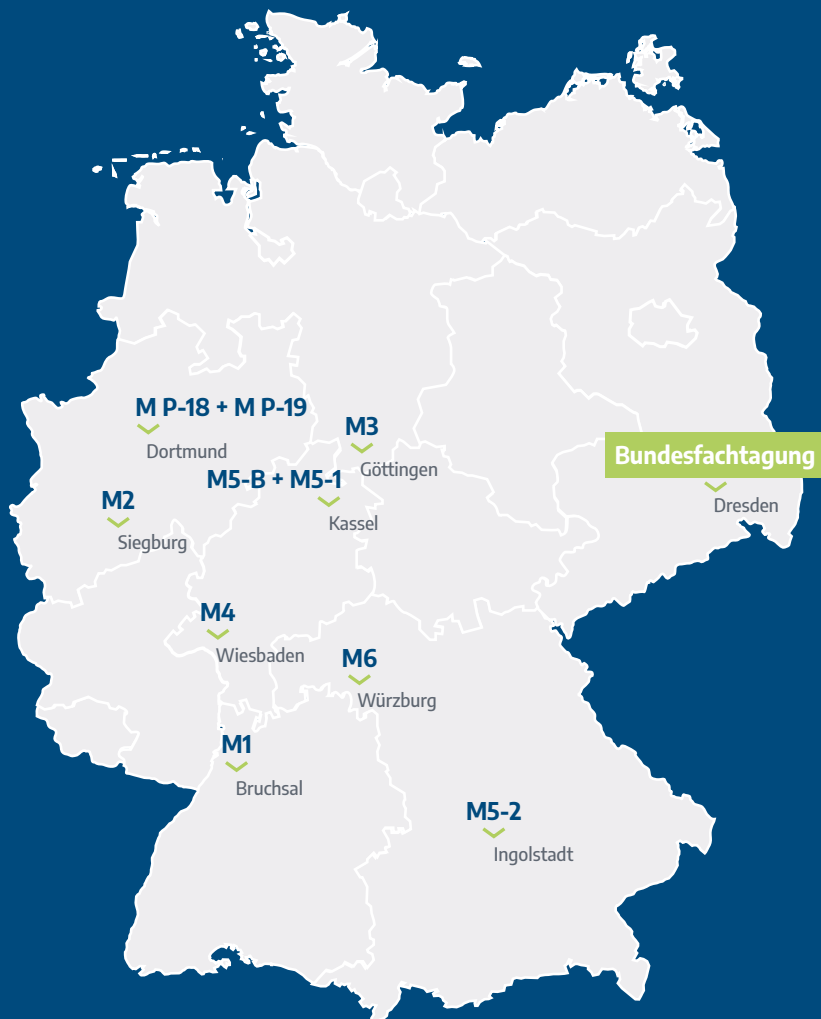 M P-18 + M P-19
Dortmund
M3
Göttingen
Bundesfachtagung
Dresden
M5-B + M5-1
Kassel
M2
Siegburg
M4
Wiesbaden
M6
Würzburg
M1
Bruchsal
M5-2
Ingolstadt